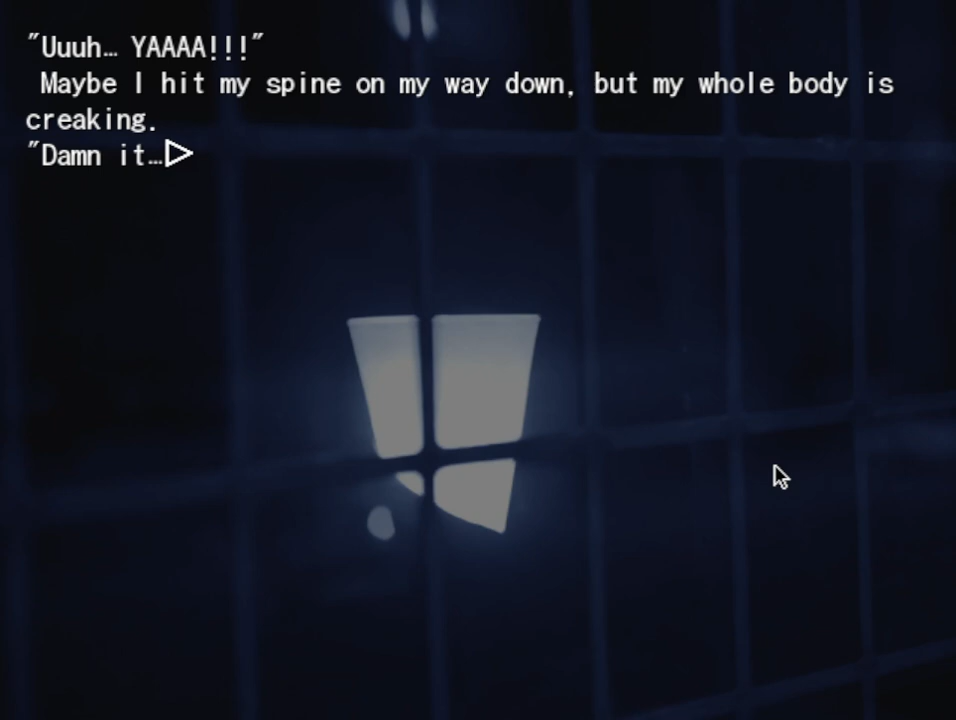 "Uuuh… YAAAA!!!"
Maybe I hit my spine on my way down, but my whole body is
creaking.
"Damn it…